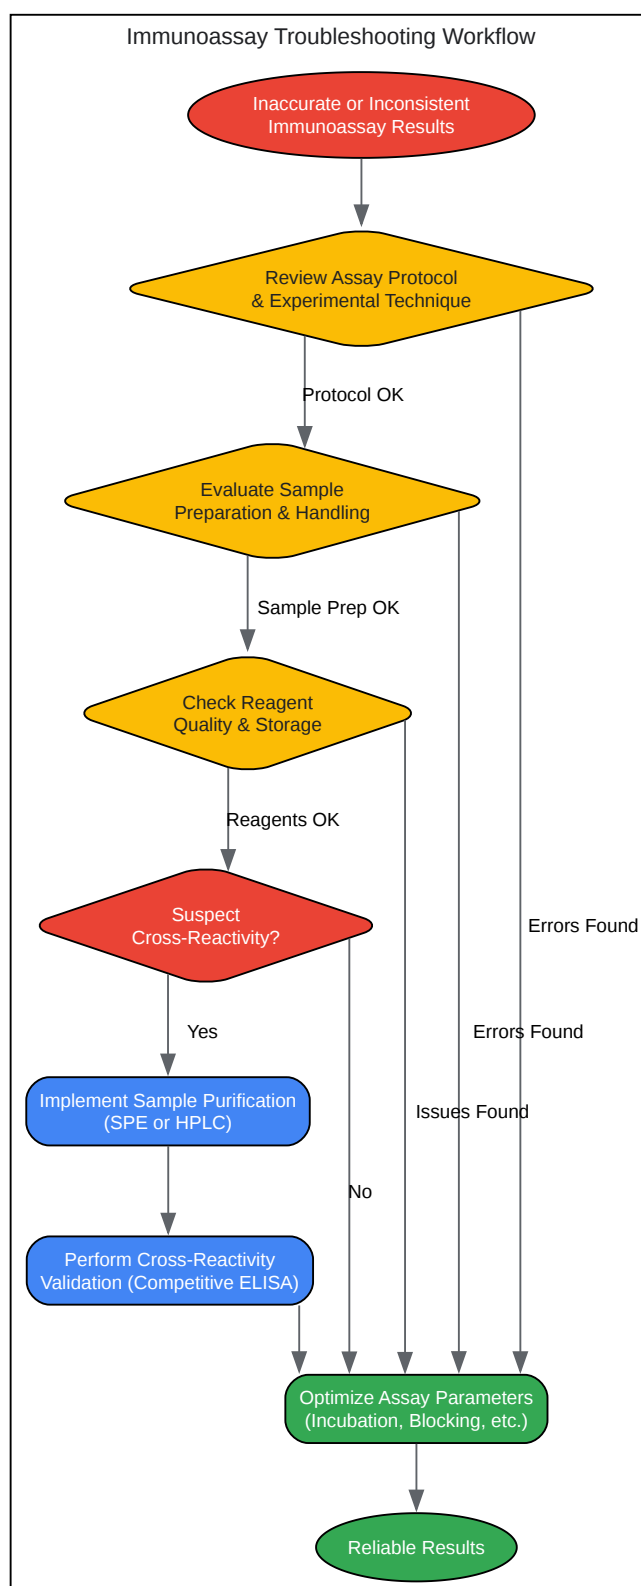 Immunoassay Troubleshooting Workflow
Inaccurate or Inconsistent
Immunoassay Results
Review Assay Protocol
& Experimental Technique
Protocol OK
Evaluate Sample
Preparation & Handling
Sample Prep OK
Check Reagent
Quality & Storage
Reagents OK
Suspect
Cross-Reactivity?
Errors Found
Yes
Errors Found
Implement Sample Purification
(SPE or HPLC)
Issues Found
No
Perform Cross-Reactivity
Validation (Competitive ELISA)
Optimize Assay Parameters
(Incubation, Blocking, etc.)
Reliable Results